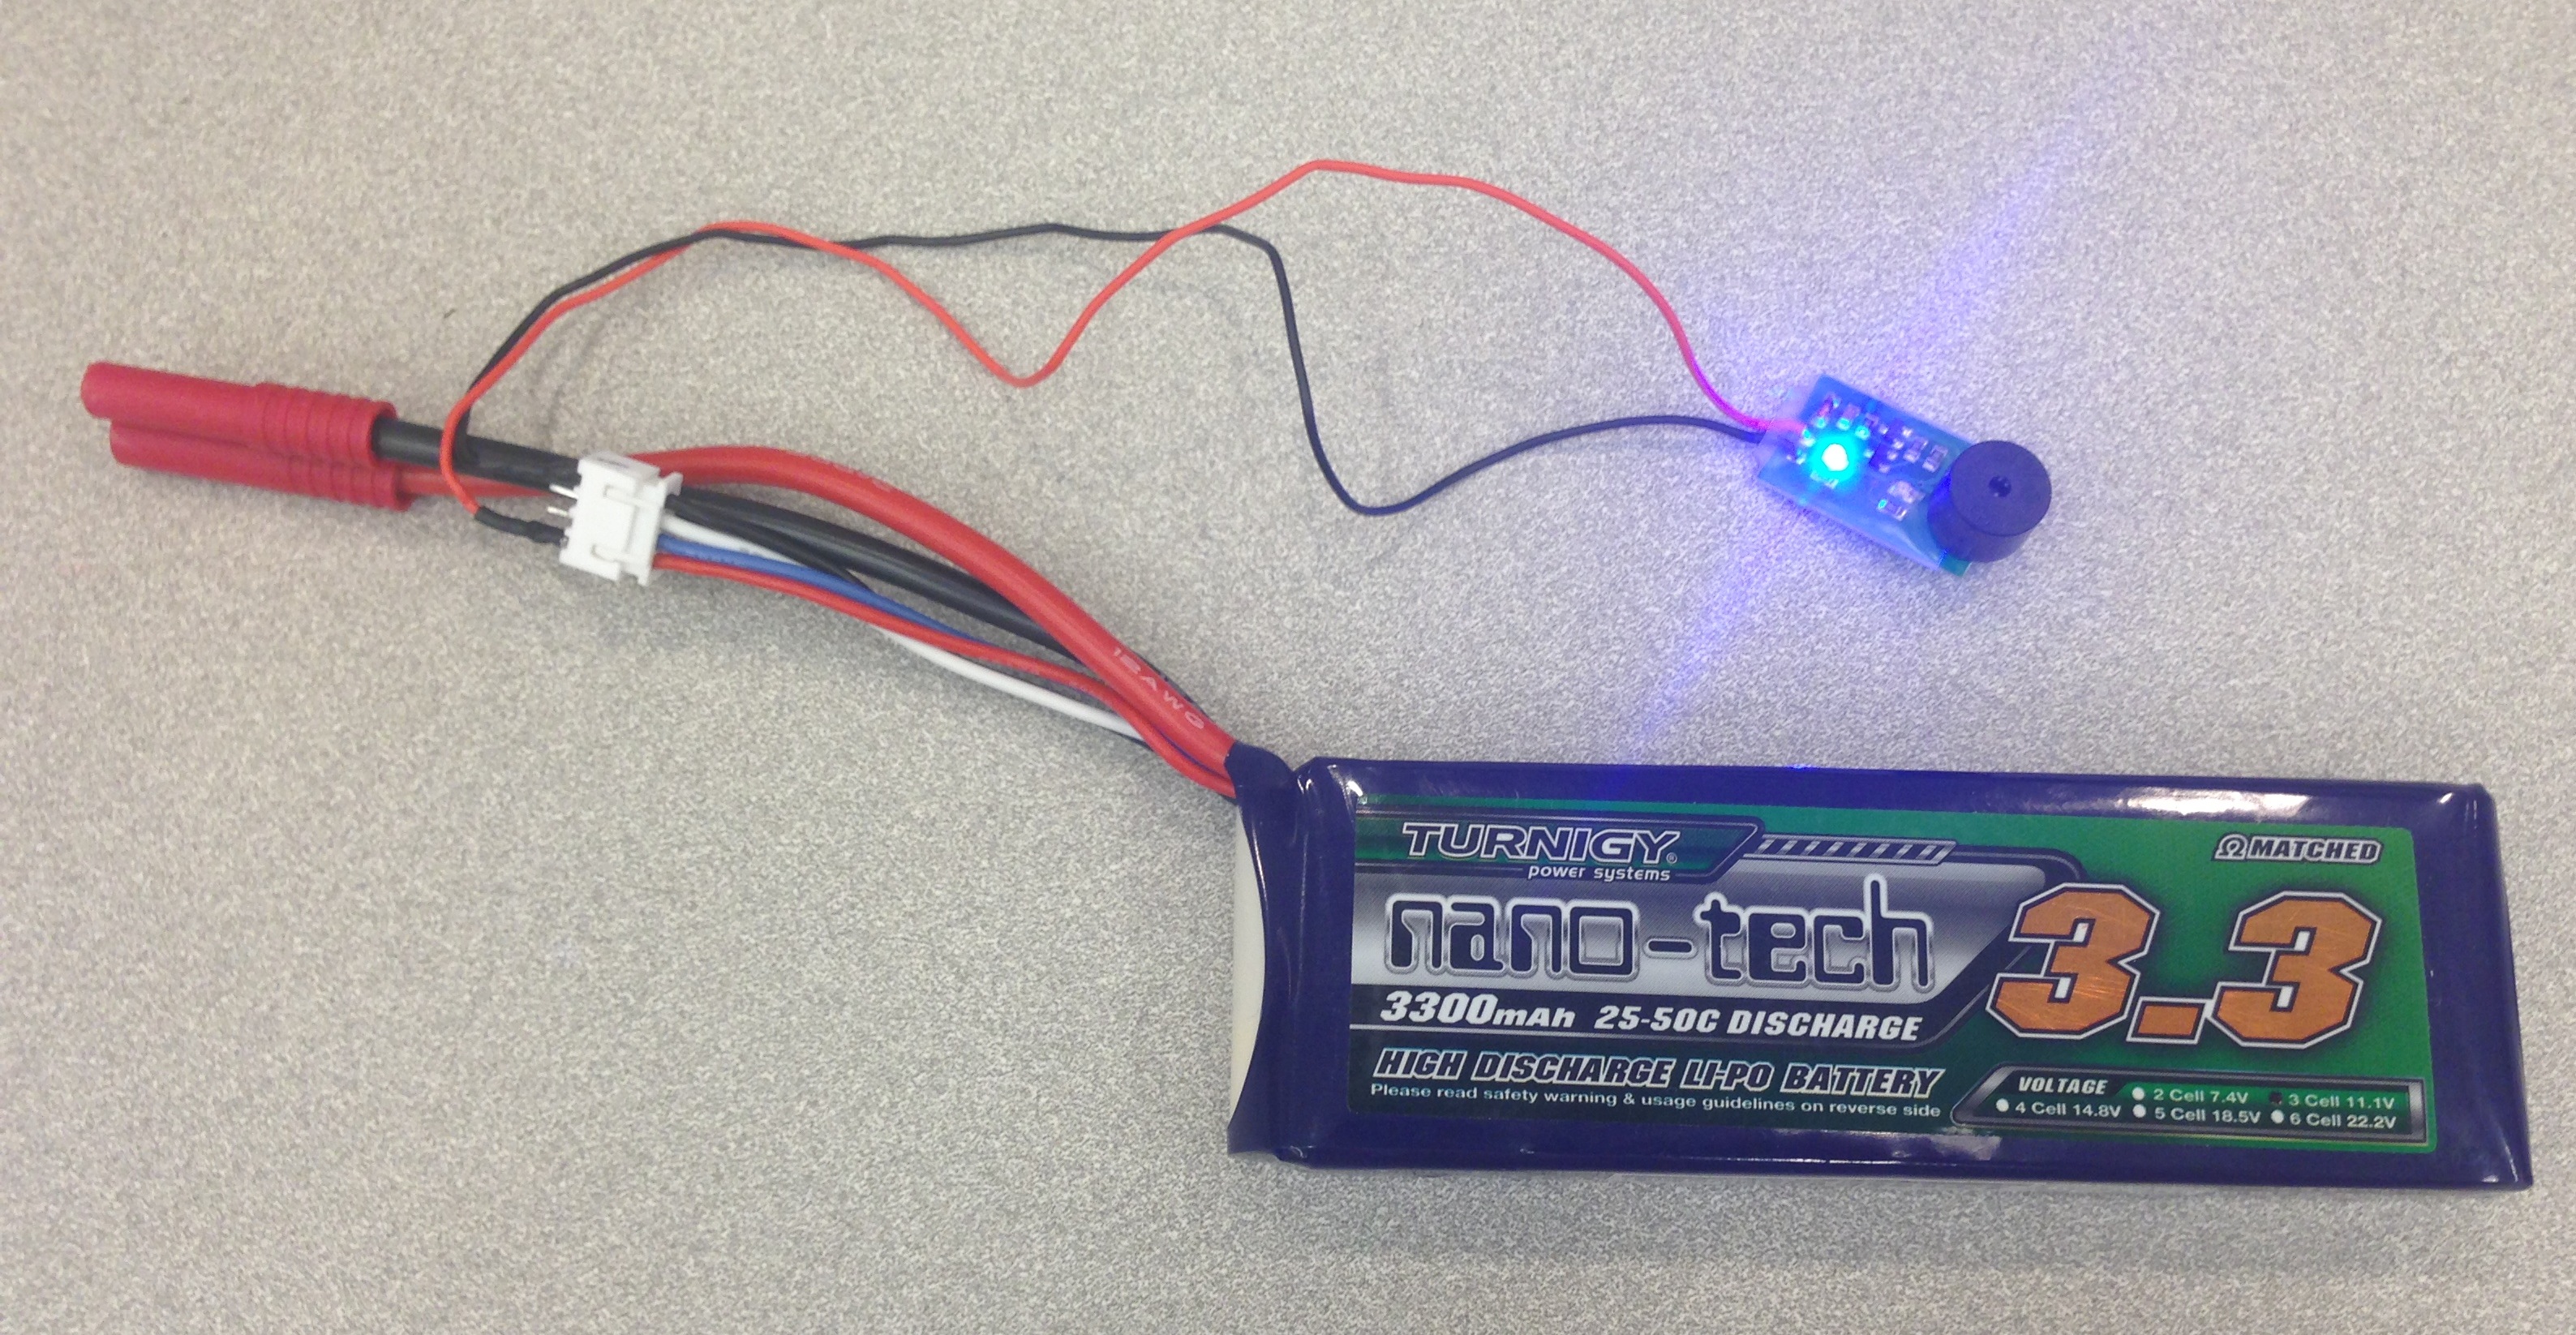 12AWG
TURNIGY®
power systems
ΩMATCHED
nano-tech
3.3
3300mAh 25-50C DISCHARGE
HIGH DISCHARGE LI-PO BATTERY
Please read safety warning & usage guidelines on reverse side
VOLTAGE 2 Cell 7.4V 3 Cell 11.1V
4 Cell 14.8V 5 Cell 18.5V 6 Cell 22.2V